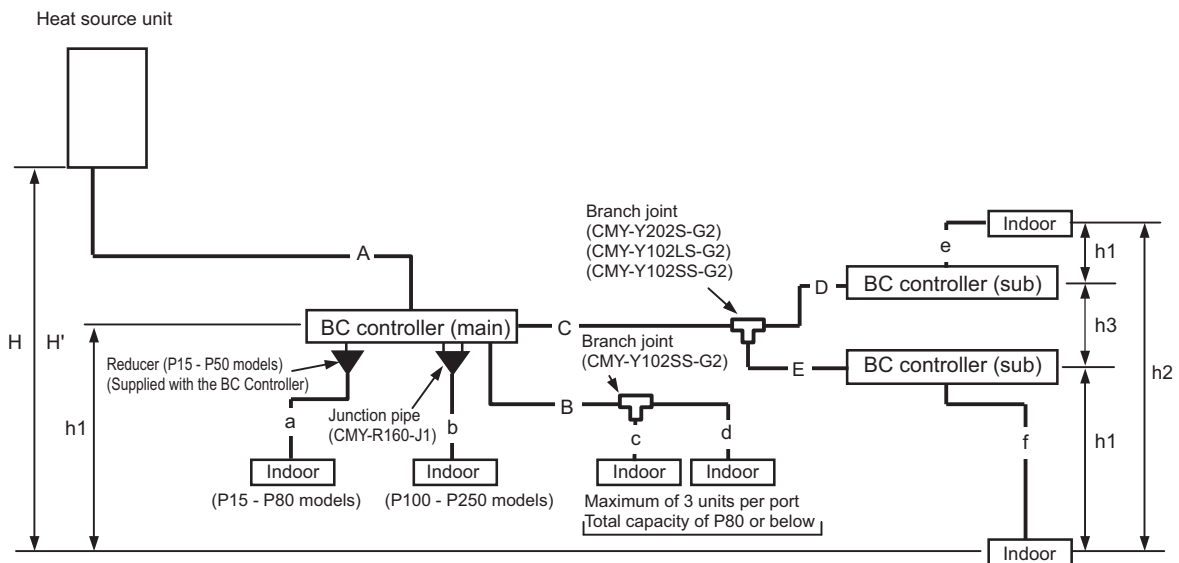 Heat source unit
Branch joint
(CMY-Y202S-G2)
(CMY-Y102LS-G2)
(CMY-Y102SS-G2)
Indoor
e
h1
A
D
BC controller (sub)
H
H'
BC controller (main)
C
h3
Reducer (P15 - P50 models)
(Supplied with the BC Controller)
Branch joint
(CMY-Y102SS-G2)
E
BC controller (sub)
h2
h1
a
Junction pipe
(CMY-R160-J1)
b
B
c
d
f
h1
Indoor
Indoor
Indoor
Indoor
(P15 - P80 models)
(P100 - P250 models)
Maximum of 3 units per port
Total capacity of P80 or below
Indoor